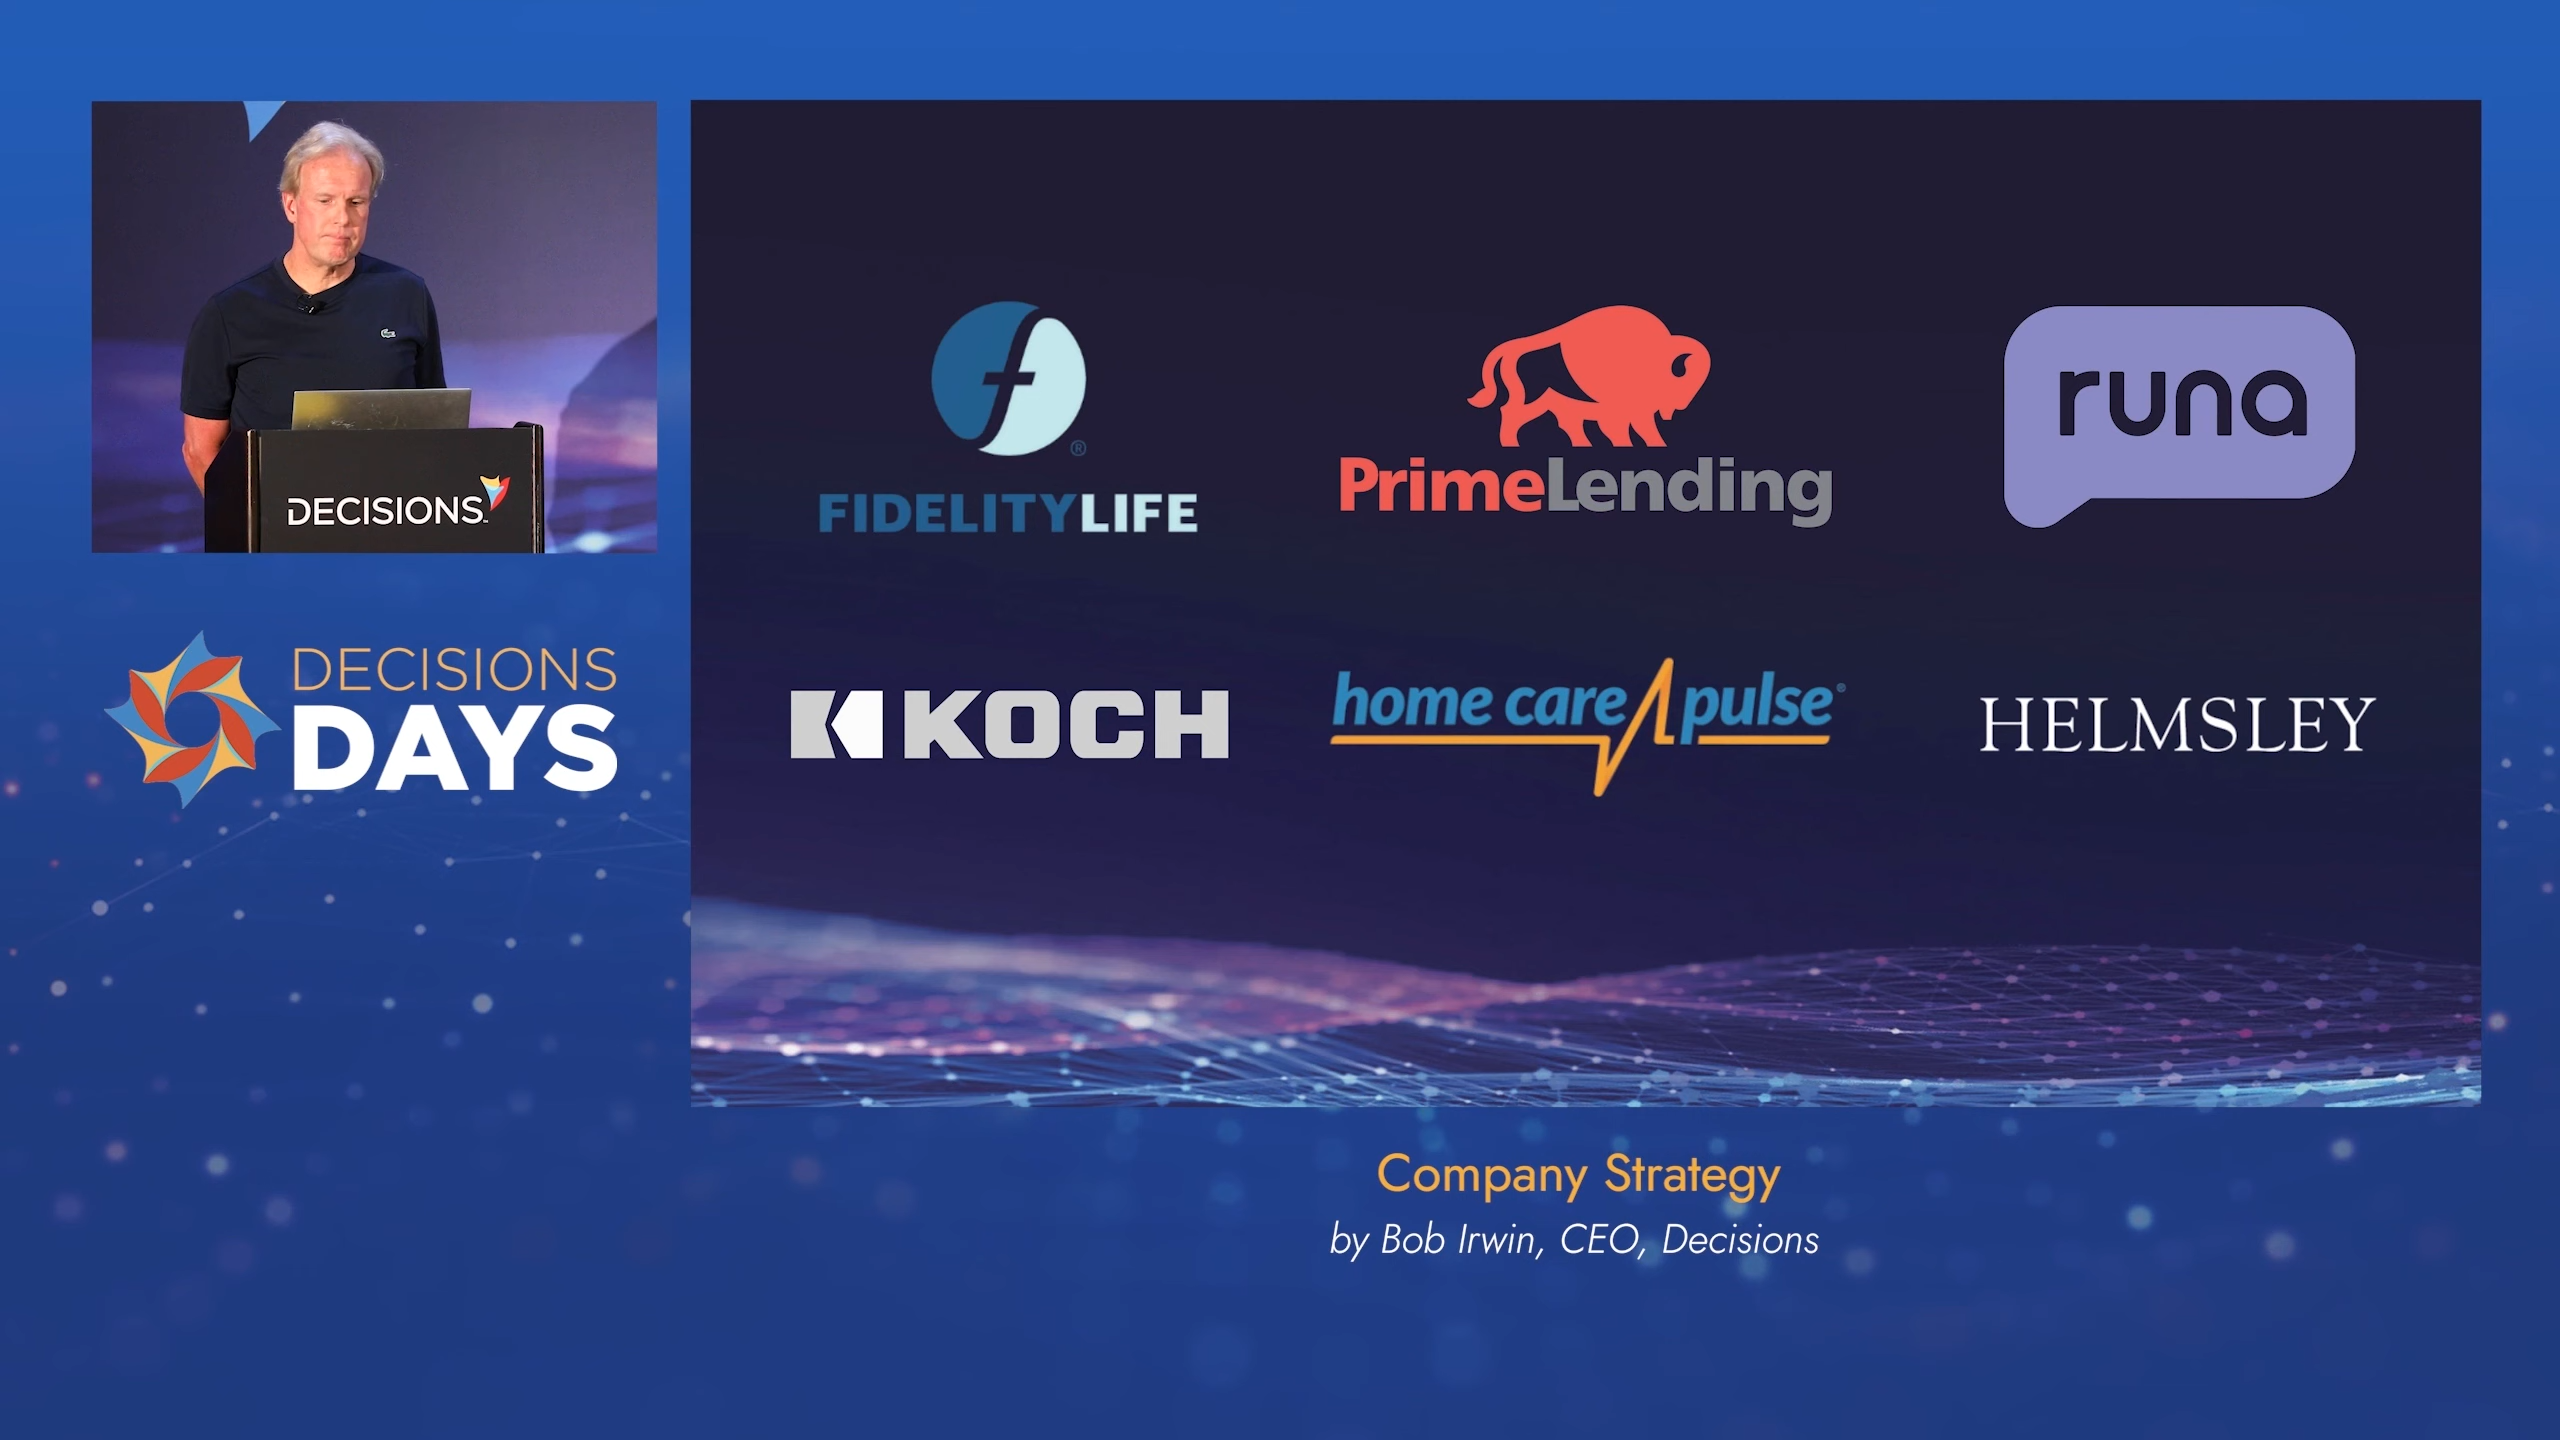 DECISIONS
DECISIONS
DAYS
f
®
FIDELITYLIFE
PrimeLending
runa
KOCH
home care pulse®
HELMSLEY
Company Strategy
by Bob Irwin, CEO, Decisions